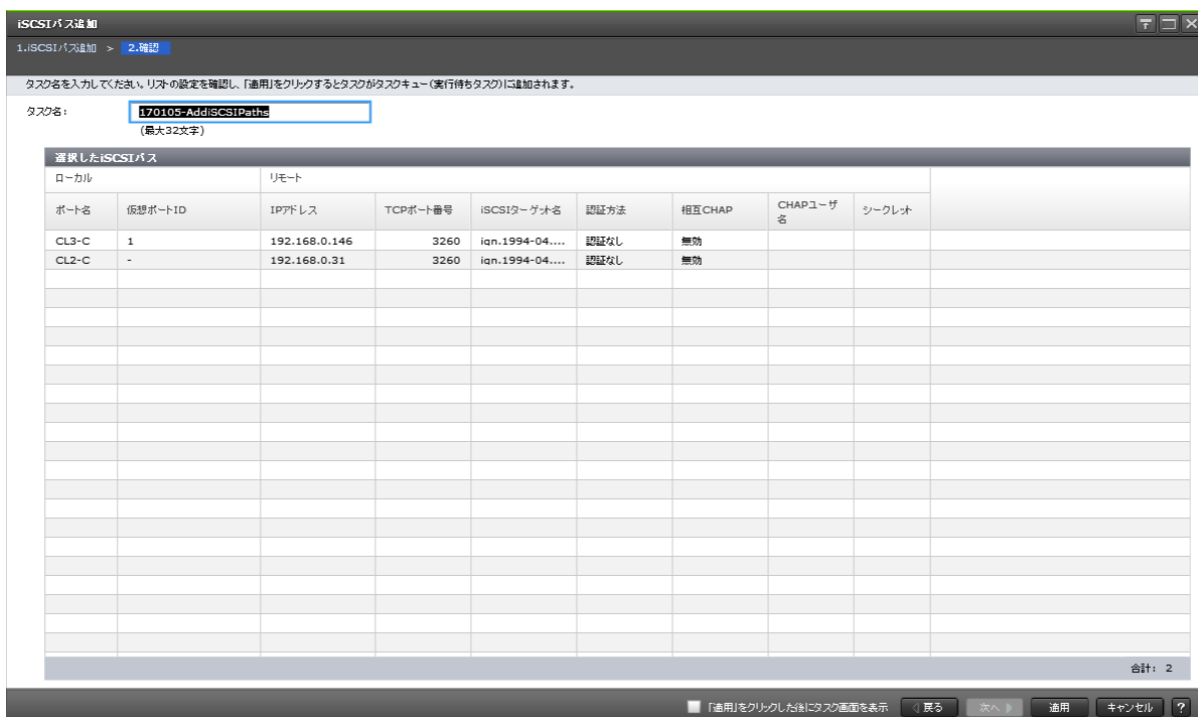 iSCSIパス追加
1.iSCSIパス追加 > 2.確認
タスク名を入力してください。リストの設定を確認し、「適用」をクリックするとタスクがタスクキュー(実行待ちタスク)に追加されます。
タスク名: 170105-AddiSCSIPaths
(最大32文字)
選択したiSCSIパス
ローカル リモート
ポート名 仮想ポートID IPアドレス TCPポート番号 iSCSIターゲット名 認証方法 相互CHAP CHAPユーザ名 シークレット
CL3-C 1 192.168.0.146 3260 iqn.1994-04.... 認証なし 無効
CL2-C - 192.168.0.31 3260 iqn.1994-04.... 認証なし 無効
合計: 2
「適用」をクリックした後にタスク画面を表示 戻る 次へ 適用 キャンセル ?